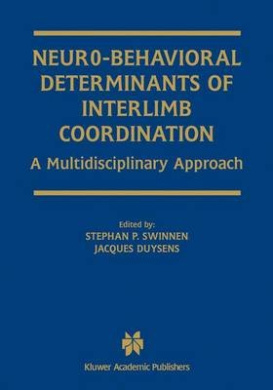 NEUR0-BEHAVIORAL
DETERMINANTS OF
INTERLIMB
COORDINATION
A Multidisciplinary Approach
Edited by:
STEPHAN P. SWINNEN
JACQUES DUYSENS
Kluwer Academic Publishers